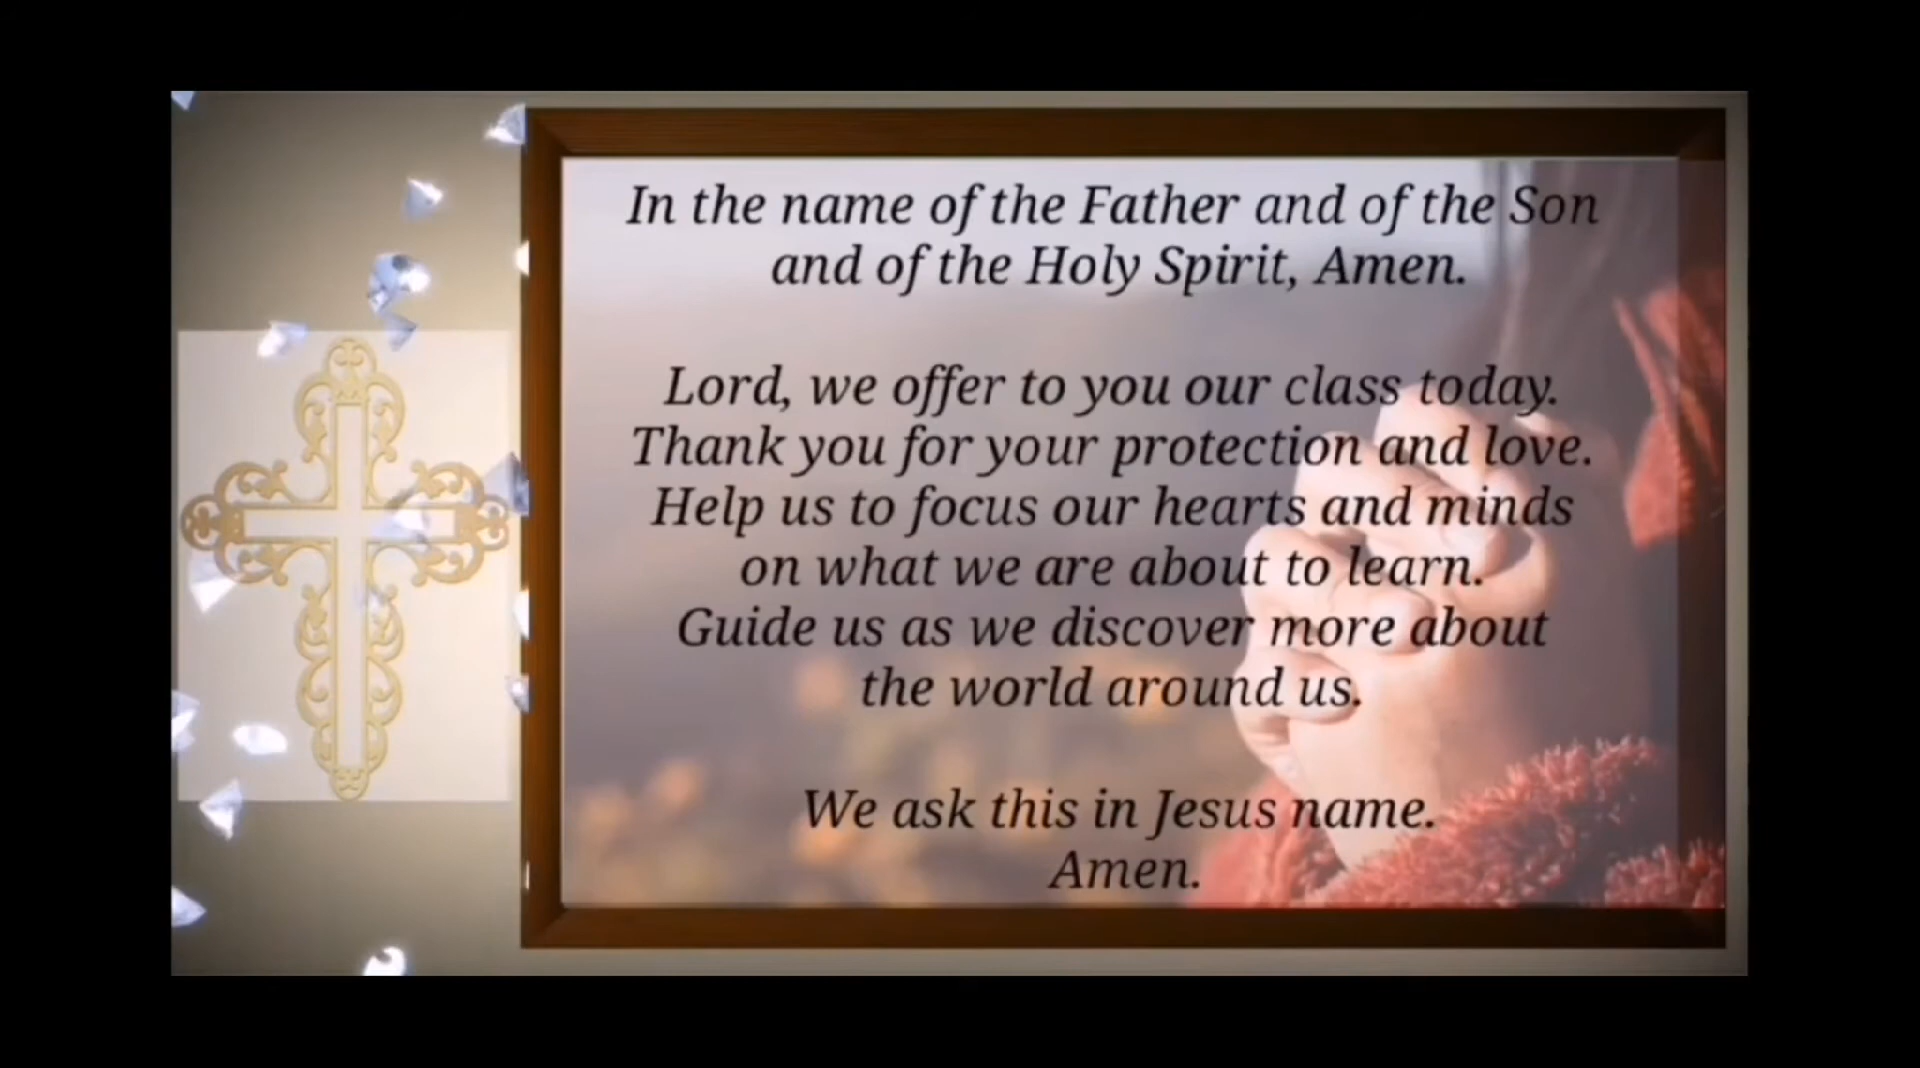 In the name of the Father and of the Son
and of the Holy Spirit, Amen.
Lord, we offer to you our class today.
Thank you for your protection and love.
Help us to focus our hearts and minds
on what we are about to learn.
Guide us as we discover more about
the world around us.
We ask this in Jesus name.
Amen.